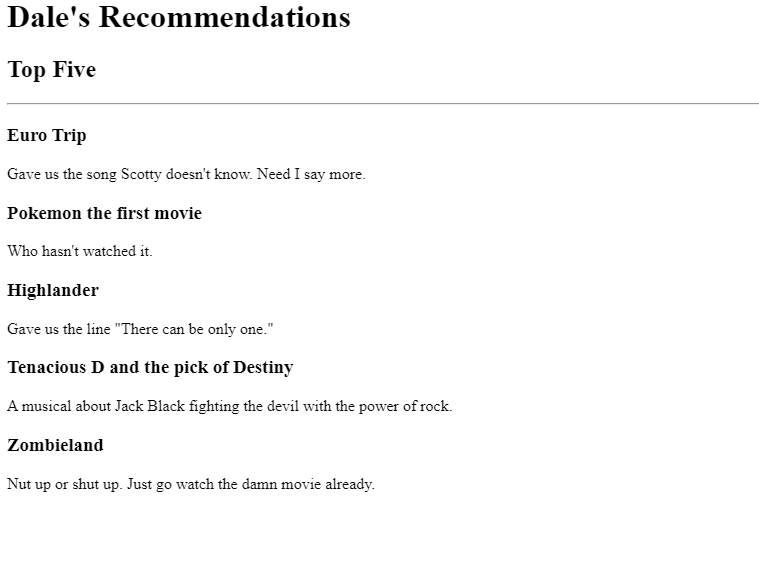 Dale's Recommendations
Top Five
Euro Trip
Gave us the song Scotty doesn't know. Need I say more.
Pokemon the first movie
Who hasn't watched it.
Highlander
Gave us the line "There can be only one."
Tenacious D and the pick of Destiny
A musical about Jack Black fighting the devil with the power of rock.
Zombieland
Nut up or shut up. Just go watch the damn movie already.